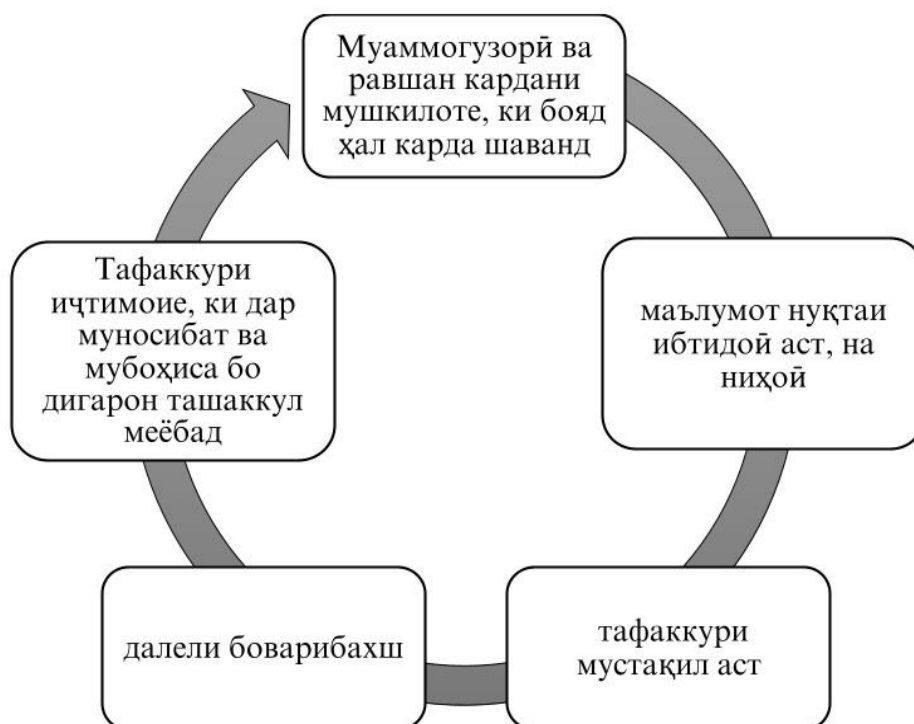 Муаммогузорӣ ва
равшан кардани
мушкилоте, ки бояд
ҳал карда шаванд
маълумот нуқтаи
ибтидоӣ аст, на
ниҳоӣ
тафаккури
мустақил аст
далели боварибахш
Тафаккури
иҷтимоие, ки дар
муносибат ва
мубоҳиса бо
дигарон ташаккул
меёбад